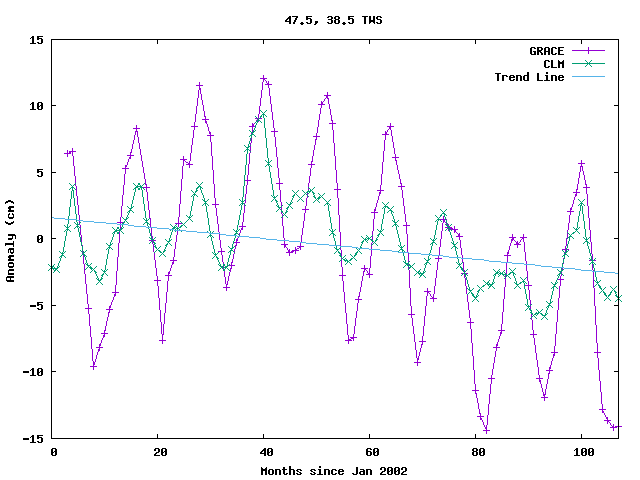 47.5, 38.5 TWS
GRACE
CLM
Trend Line
15
10
5
0
-5
-10
-15
Anomaly (cm)
0 20 40 60 80 100
Months since Jan 2002